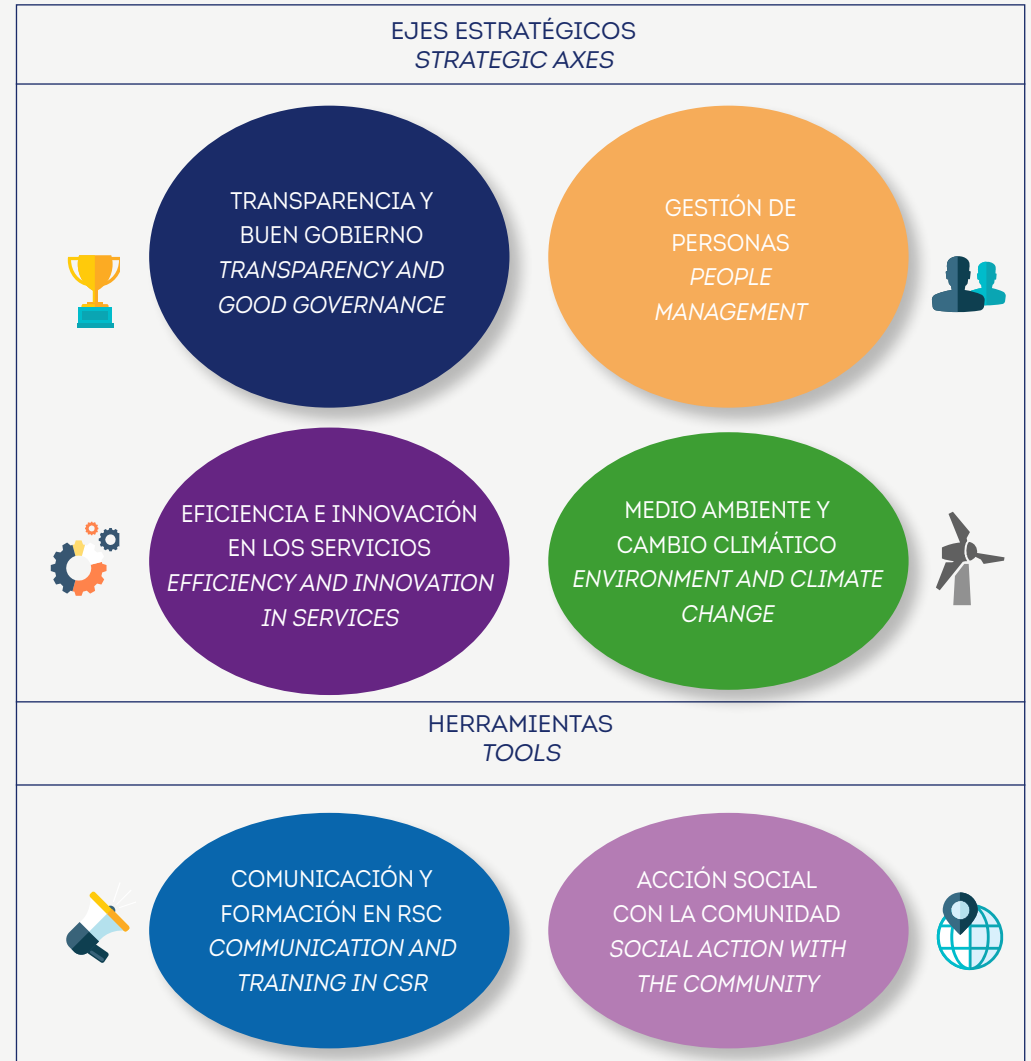 EJES ESTRATÉGICOS
STRATEGIC AXES
TRANSPARENCIA Y
BUEN GOBIERNO
TRANSPARENCY AND
GOOD GOVERNANCE
GESTIÓN DE
PERSONAS
PEOPLE
MANAGEMENT
EFICIENCIA E INNOVACIÓN
EN LOS SERVICIOS
EFFICIENCY AND INNOVATION
IN SERVICES
MEDIO AMBIENTE Y
CAMBIO CLIMÁTICO
ENVIRONMENT AND CLIMATE
CHANGE
HERRAMIENTAS
TOOLS
COMUNICACIÓN Y
FORMACIÓN EN RSC
COMMUNICATION AND
TRAINING IN CSR
ACCIÓN SOCIAL
CON LA COMUNIDAD
SOCIAL ACTION WITH
THE COMMUNITY